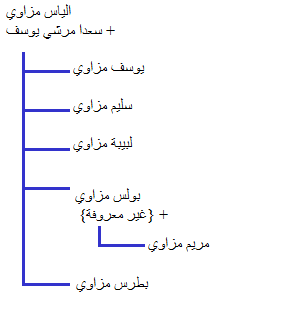 الياس مزاوي
+ سعدا مرشي يوسف
يوسف مزاوي
سليم مزاوي
لبيبة مزاوي
بولس مزاوي
+ {غير معروفة}
مريم مزاوي
بطرس مزاوي